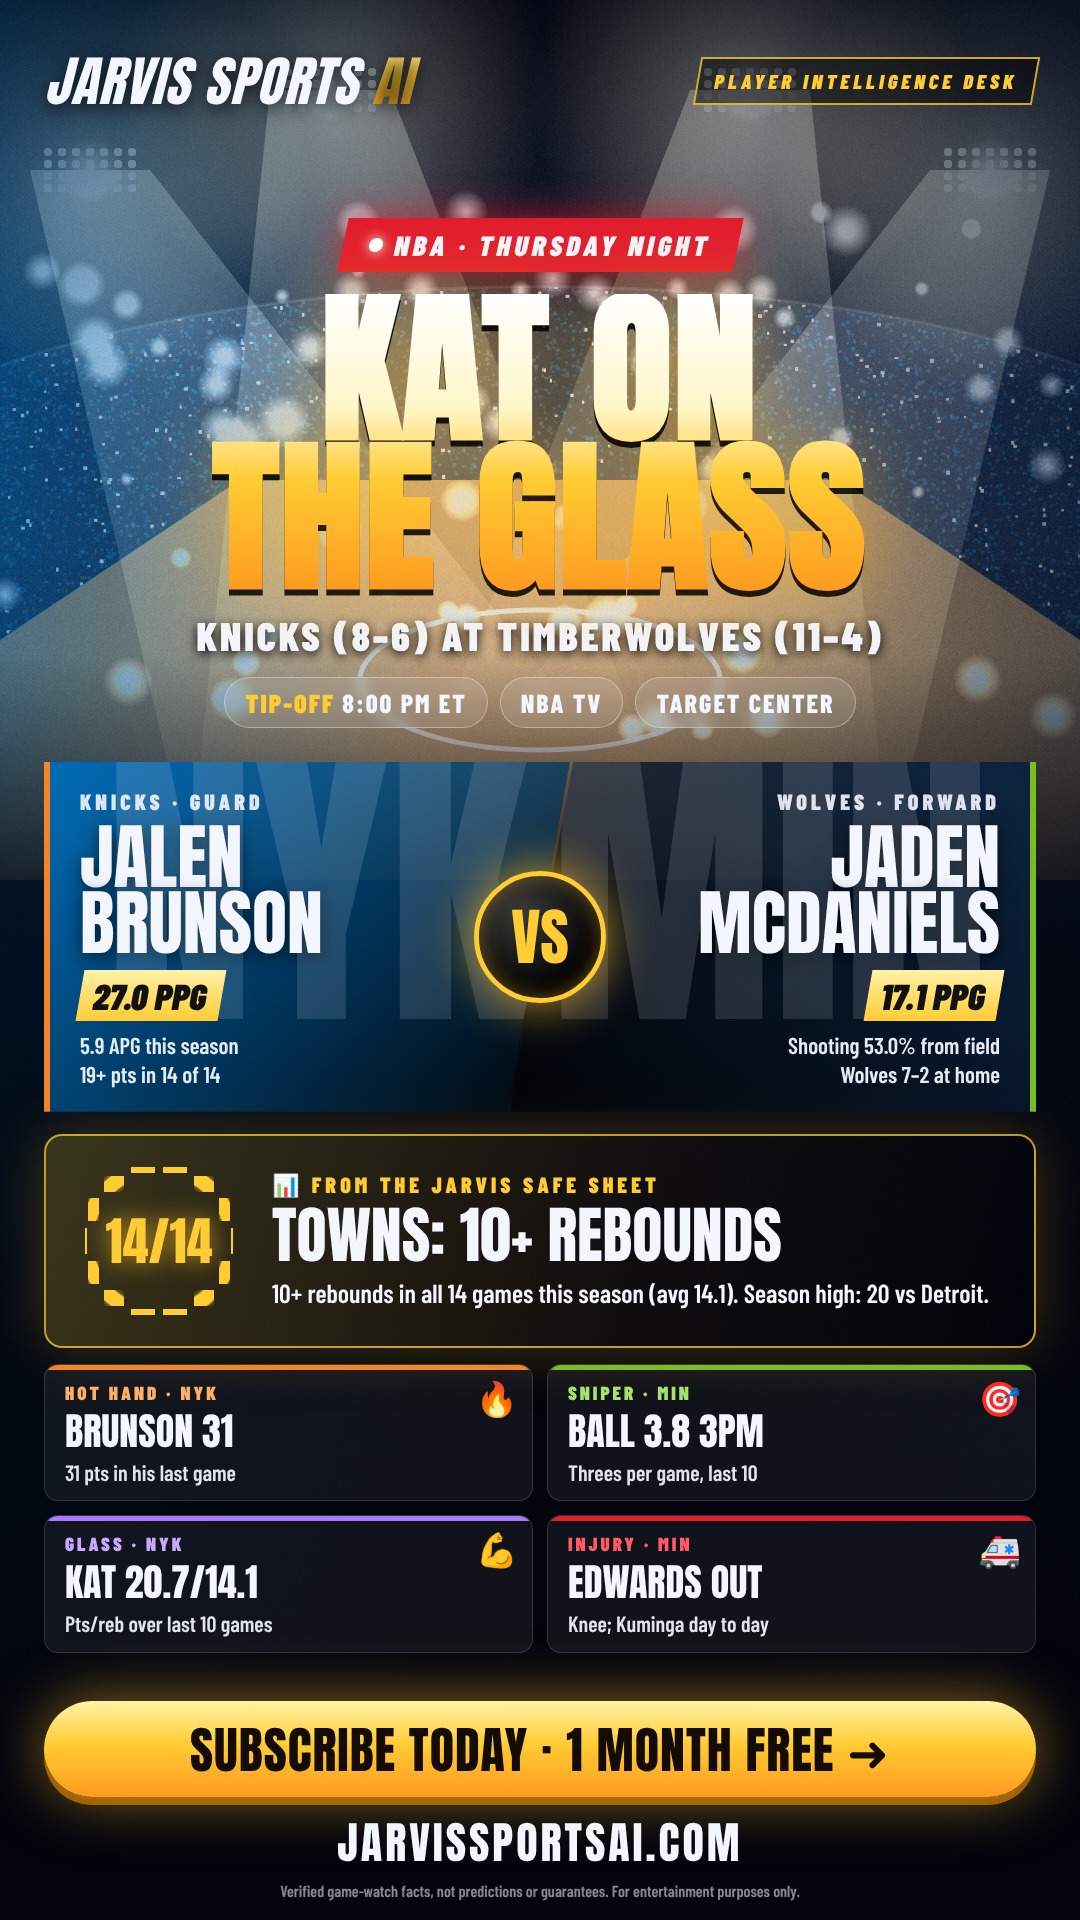 JARVIS SPORTS AI
PLAYER INTELLIGENCE DESK
NBA · THURSDAY NIGHT
KAT ON
THE GLASS
KNICKS (8-6) AT TIMBERWOLVES (11-4)
TIP-OFF 8:00 PM ET
NBA TV
TARGET CENTER
NYK
MIN
KNICKS · GUARD
JALEN
BRUNSON
27.0 PPG
5.9 APG this season
19+ pts in 14 of 14
VS
WOLVES · FORWARD
JADEN
MCDANIELS
17.1 PPG
Shooting 53.0% from field
Wolves 7-2 at home
14/14
📊 FROM THE JARVIS SAFE SHEET
TOWNS: 10+ REBOUNDS
10+ rebounds in all 14 games this season (avg 14.1). Season high: 20 vs Detroit.
HOT HAND · NYK
BRUNSON 31
31 pts in his last game
SNIPER · MIN
BALL 3.8 3PM
Threes per game, last 10
GLASS · NYK
KAT 20.7/14.1
Pts/reb over last 10 games
INJURY · MIN
EDWARDS OUT
Knee; Kuminga day to day
SUBSCRIBE TODAY · 1 MONTH FREE →
JARVISSPORTSAI.COM
Verified game-watch facts, not predictions or guarantees. For entertainment purposes only.